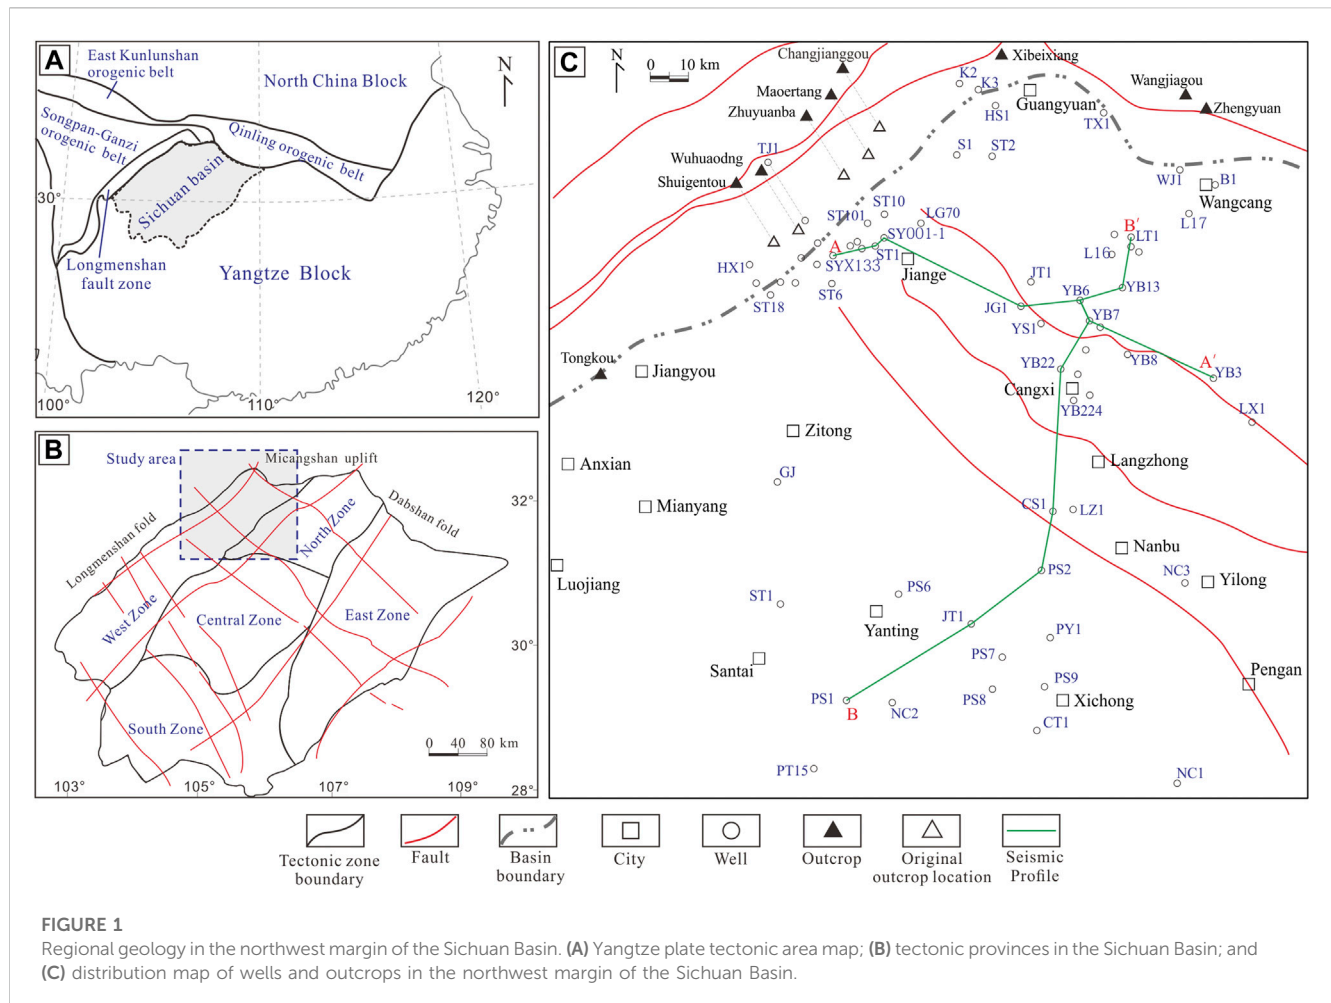 A
East Kunlunshan
orogenic belt
North China Block
N
Songpan-Ganzi
orogenic belt
Qinling orogenic belt
30°
Sichuan basin
Longmenshan
fault zone
Yangtze Block
100°
110°
120°
B
Study area
Micangshan uplift
32°
Longmenshan fold
North Zone
Dabshan fold
West Zone
Central Zone
East Zone
30°
South Zone
0 40 80 km
28°
103°
105°
107°
109°
C
N
0 10 km
Changjianggou
Xibeixiang
K2
K3
Maoertang
Guangyuan
Wangjiagou
Zhuyuanba
HS1
TX1
Zhengyuan
Wuhuaodng
TJ1
S1
ST2
Shuigentou
WJ1
B1
Wangcang
ST101
ST10
LG70
L17
SY001-1
B′
LT1
A
ST1
L16
HX1
SYX133
Jiange
ST18
ST6
JT1
YB6
YB13
JG1
YS1
YB7
Tongkou
Jiangyou
YB22
YB8
A′
YB3
Cangxi
YB224
LX1
Zitong
Anxian
GJ
Langzhong
Mianyang
CS1
LZ1
Nanbu
Luojiang
PS2
NC3
Yilong
ST1
PS6
Yanting
JT1
PY1
Santai
PS7
Pengan
PS1
B
NC2
PS8
PS9
Xichong
CT1
PT15
NC1
Tectonic zone
boundary
Fault
Basin
boundary
City
Well
Outcrop
Original
outcrop location
Seismic
Profile
FIGURE 1
Regional geology in the northwest margin of the Sichuan Basin. (A) Yangtze plate tectonic area map; (B) tectonic provinces in the Sichuan Basin; and
(C) distribution map of wells and outcrops in the northwest margin of the Sichuan Basin.